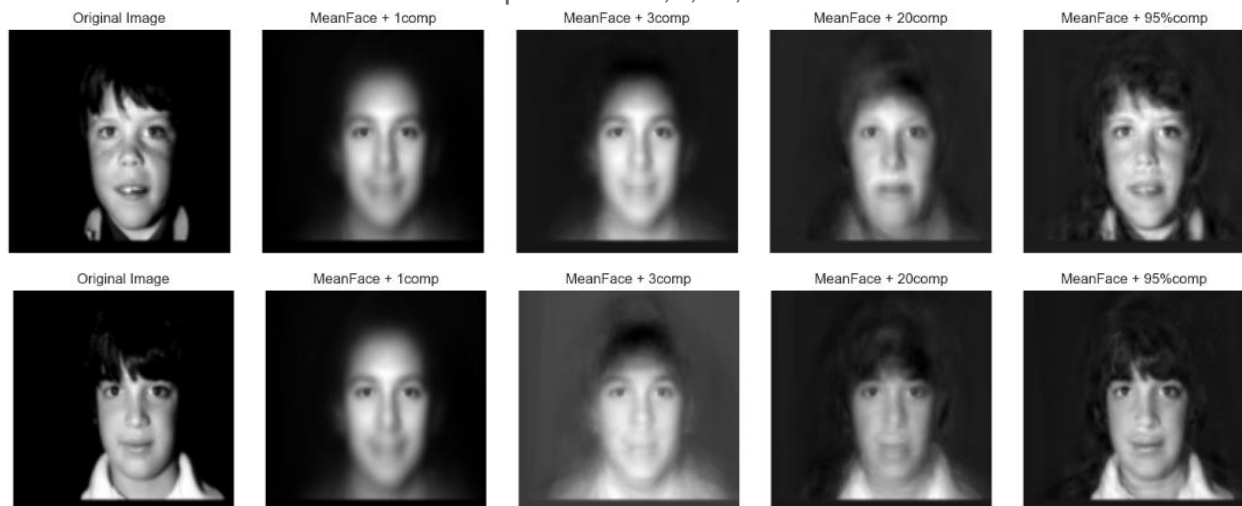 Original Image
MeanFace + 1comp
MeanFace + 3comp
MeanFace + 20comp
MeanFace + 95%comp
Original Image
MeanFace + 1comp
MeanFace + 3comp
MeanFace + 20comp
MeanFace + 95%comp